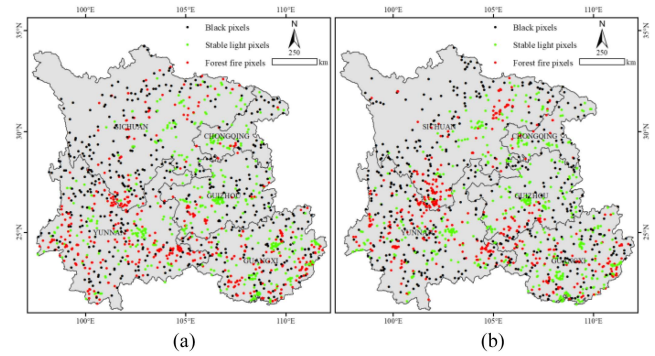 100°E 105°E 110°E 100°E 105°E 110°E
35°N
Black pixels
Stable light pixels
Forest fire pixels
N
250
km
35°N
Black pixels
Stable light pixels
Forest fire pixels
N
250
km
30°N
SICHUAN
CHONGQING
GUIZHOU
25°N
YUNNAN
GUANGXI
30°N
SICHUAN
CHONGQING
GUIZHOU
25°N
YUNNAN
GUANGXI
100°E 105°E 110°E 100°E 105°E 110°E
(a) (b)